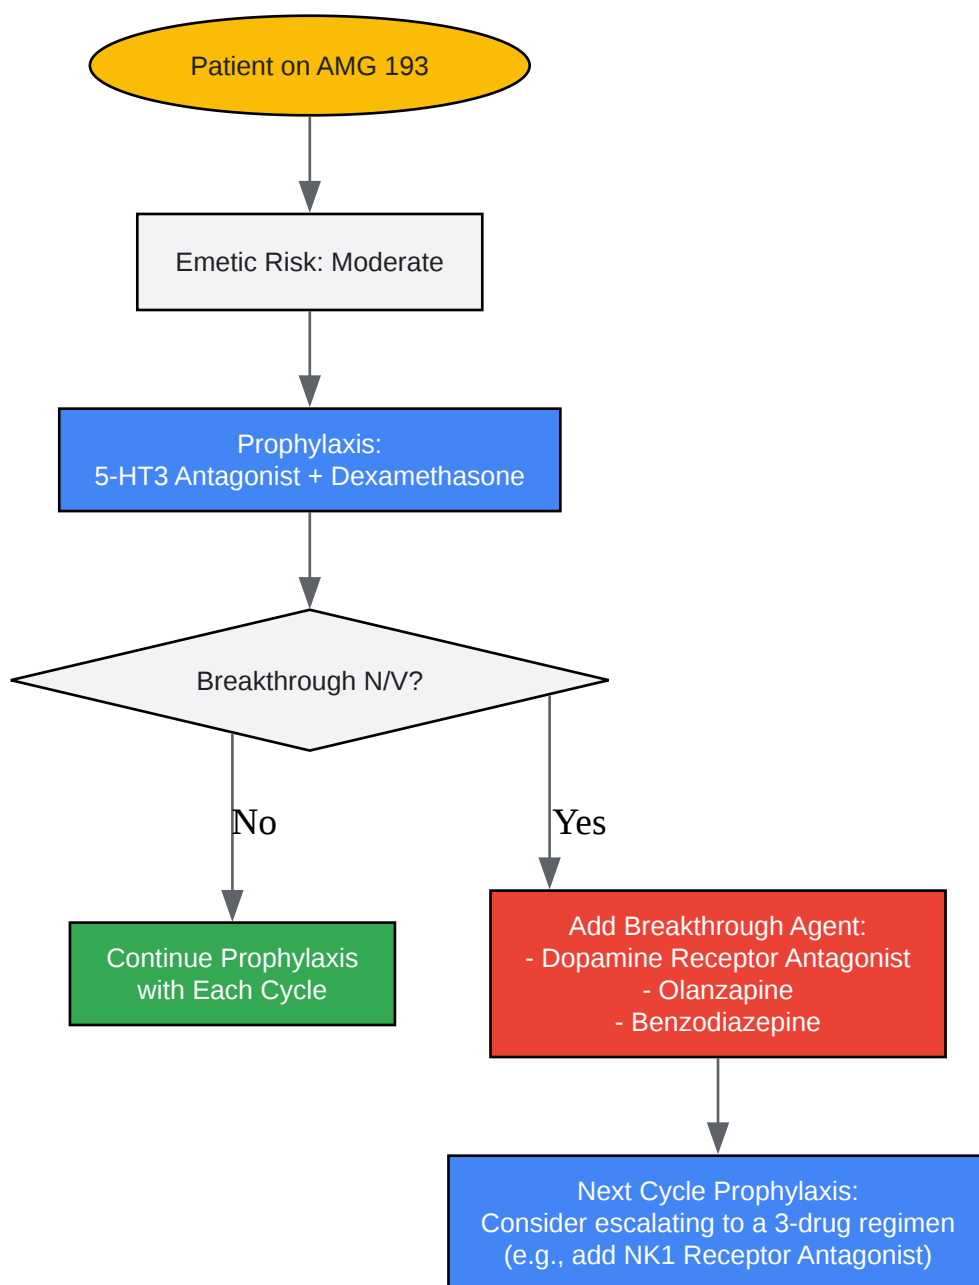 Patient on AMG 193
Emetic Risk: Moderate
Prophylaxis:
5-HT3 Antagonist + Dexamethasone
Breakthrough N/V?
No
Yes
Continue Prophylaxis
with Each Cycle
Add Breakthrough Agent:
- Dopamine Receptor Antagonist
- Olanzapine
- Benzodiazepine
Next Cycle Prophylaxis:
Consider escalating to a 3-drug regimen
(e.g., add NK1 Receptor Antagonist)